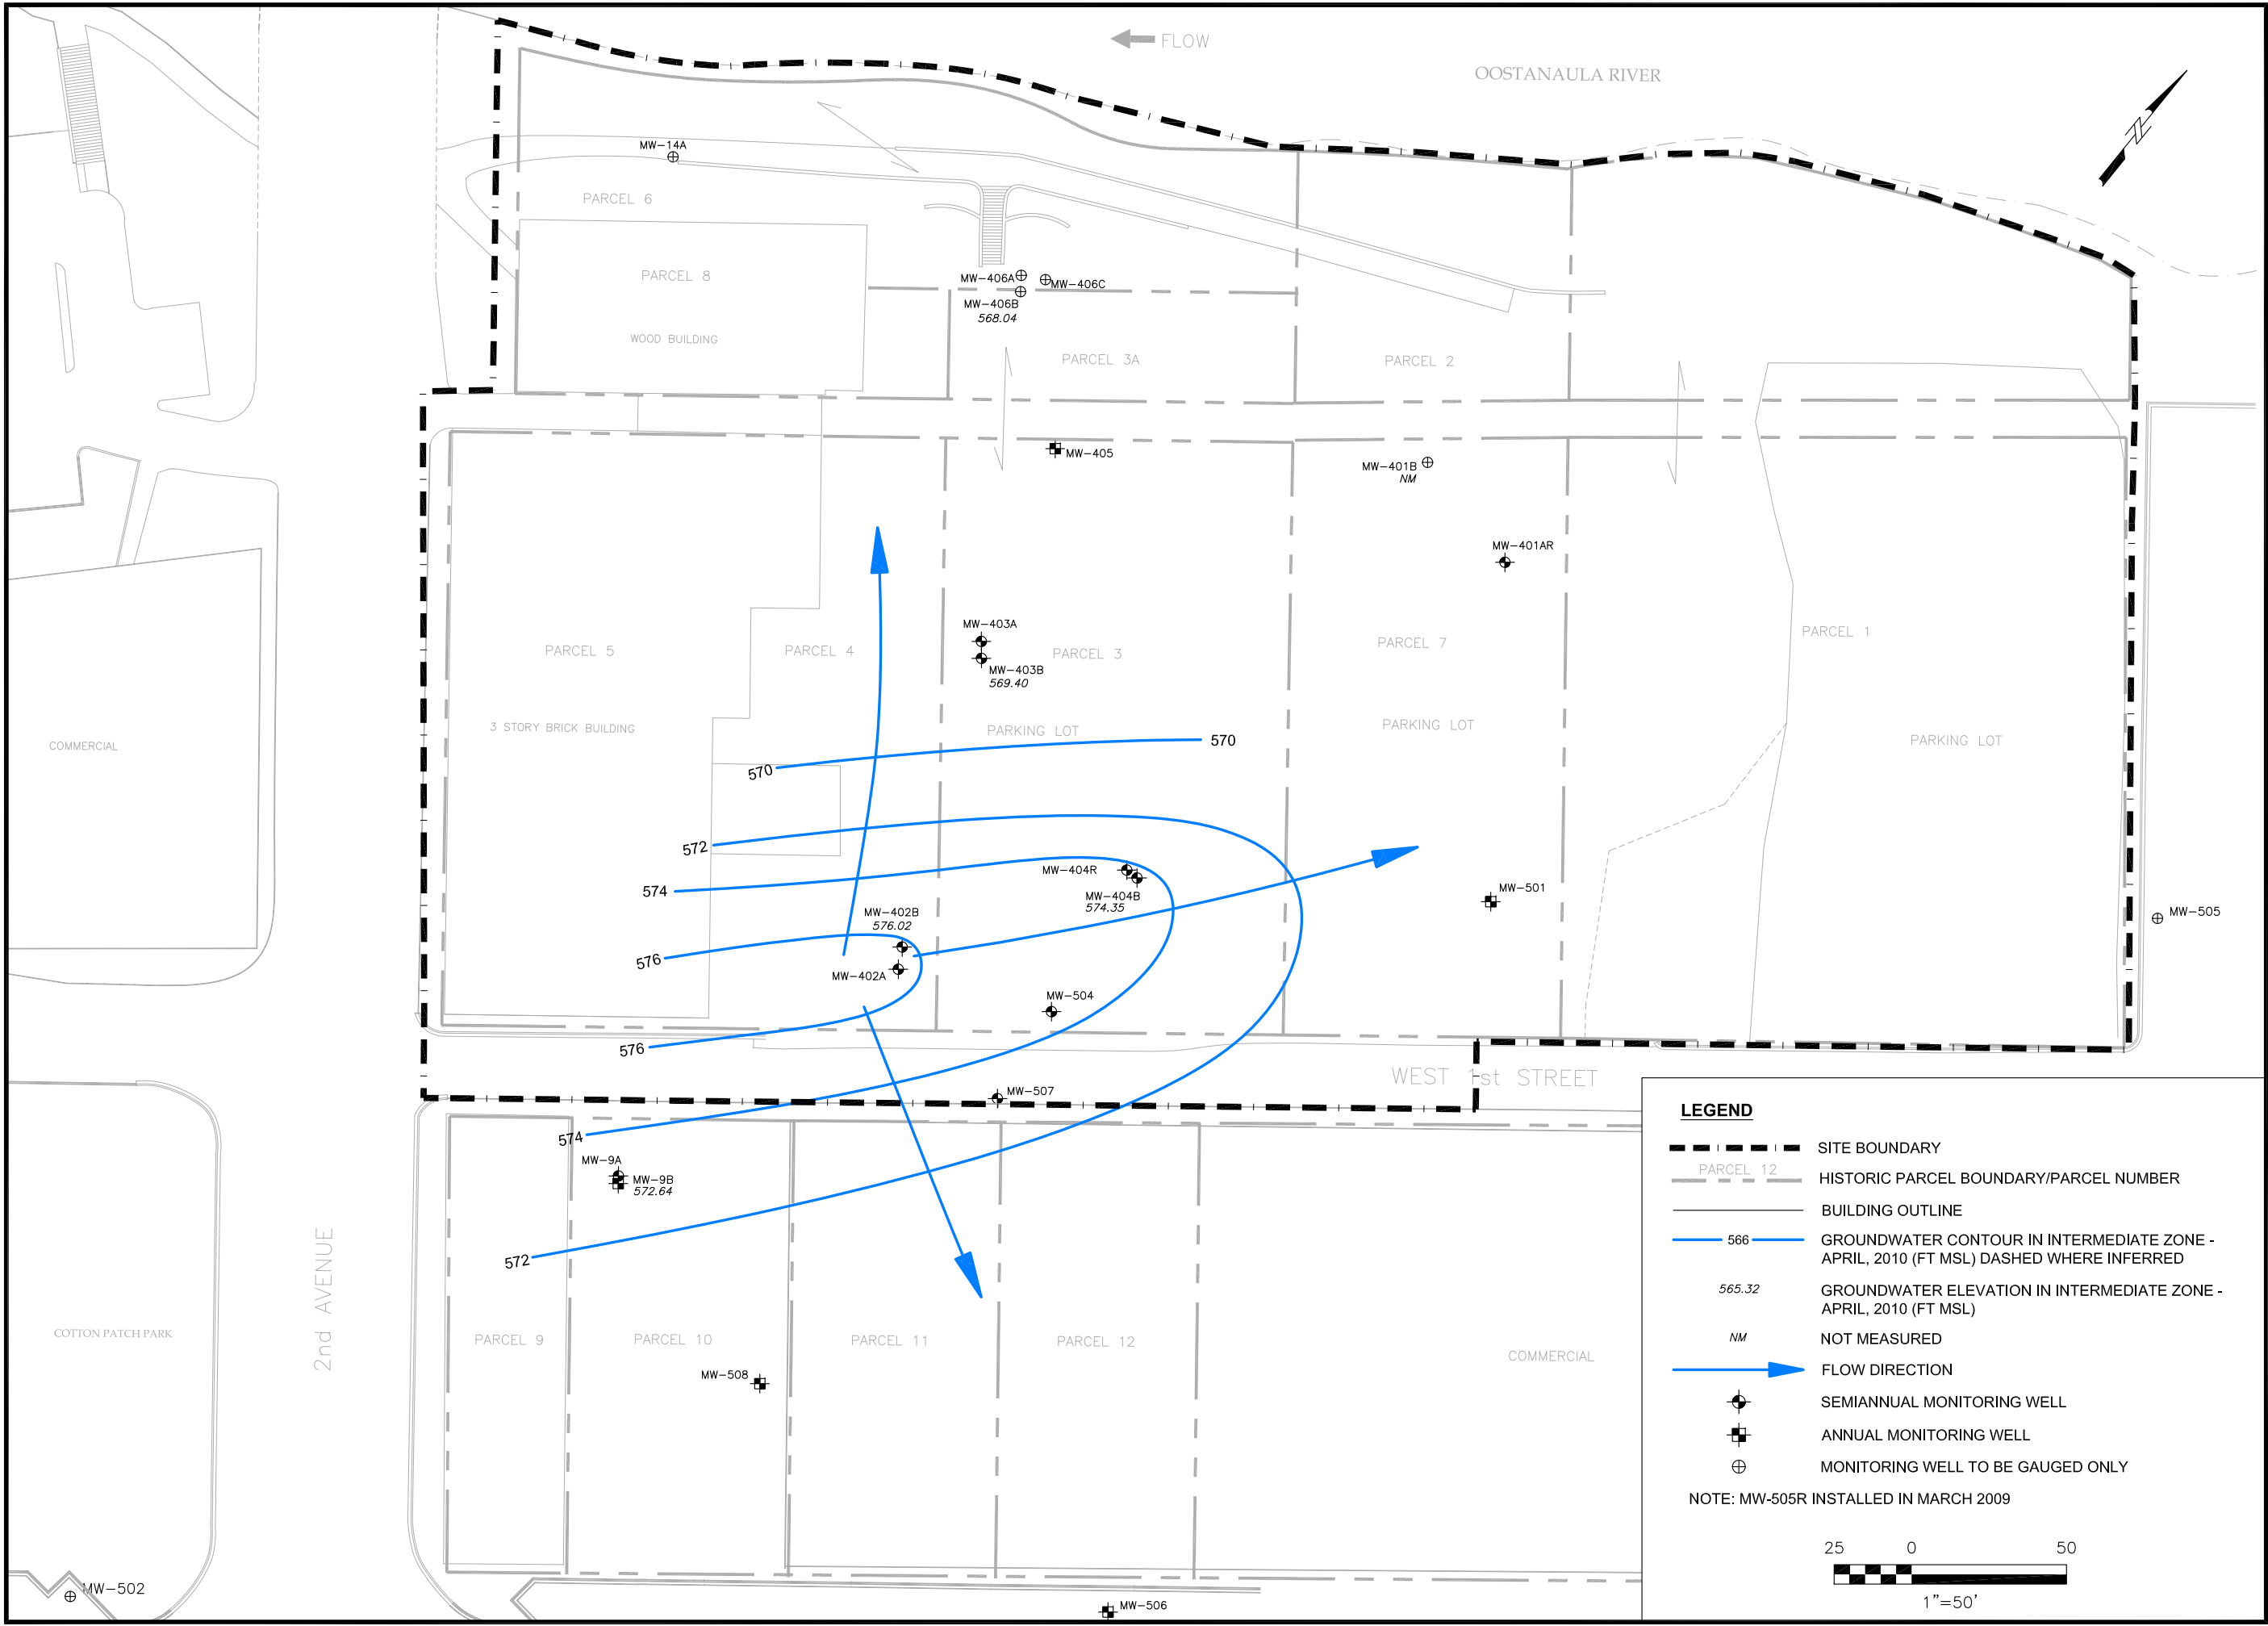 FLOW
OOSTANAULA RIVER
MW-14A
PARCEL 6
PARCEL 8
WOOD BUILDING
MW-406A
MW-406C
MW-406B
568.04
PARCEL 3A
PARCEL 2
MW-405
MW-401B
NM
MW-401AR
MW-403A
MW-403B
569.40
PARCEL 5
PARCEL 4
PARCEL 3
PARCEL 7
PARCEL 1
3 STORY BRICK BUILDING
PARKING LOT
PARKING LOT
PARKING LOT
COMMERCIAL
570
570
572
574
MW-404R
MW-404B
574.35
MW-402B
576.02
MW-501
MW-505
576
MW-402A
MW-504
576
WEST 1st STREET
MW-507
574
MW-9A
MW-9B
572.64
572
2nd AVENUE
COTTON PATCH PARK
PARCEL 9
PARCEL 10
PARCEL 11
PARCEL 12
COMMERCIAL
MW-508
MW-502
MW-506
LEGEND
SITE BOUNDARY
PARCEL 12
HISTORIC PARCEL BOUNDARY/PARCEL NUMBER
BUILDING OUTLINE
566
GROUNDWATER CONTOUR IN INTERMEDIATE ZONE -
APRIL, 2010 (FT MSL) DASHED WHERE INFERRED
565.32
GROUNDWATER ELEVATION IN INTERMEDIATE ZONE -
APRIL, 2010 (FT MSL)
NM
NOT MEASURED
FLOW DIRECTION
SEMIANNUAL MONITORING WELL
ANNUAL MONITORING WELL
MONITORING WELL TO BE GAUGED ONLY
NOTE: MW-505R INSTALLED IN MARCH 2009
25 0 50
1"=50'